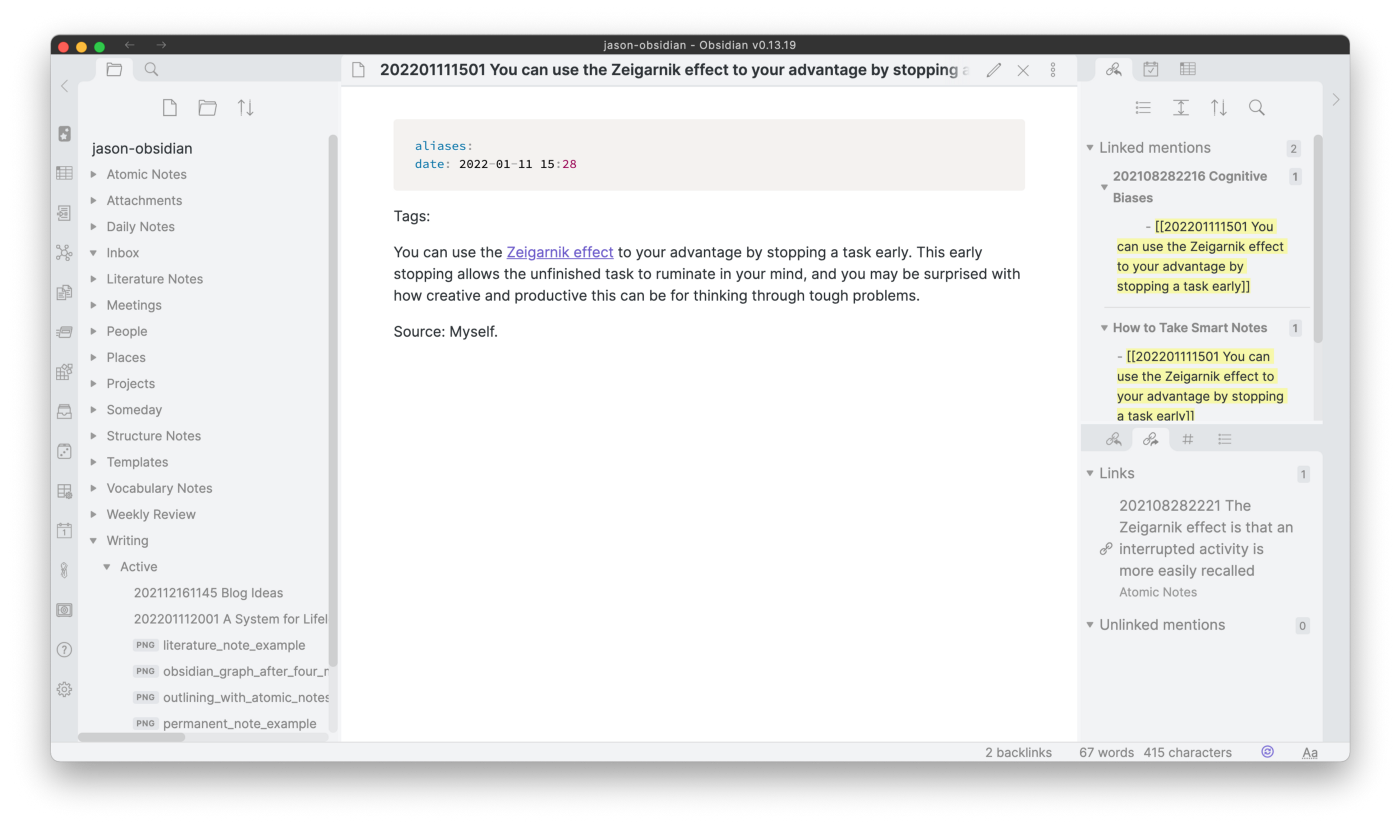 jason-obsidian - Obsidian v0.13.19
202201111501 You can use the Zeigarnik effect to your advantage by stopping a
jason-obsidian
Atomic Notes
Attachments
Daily Notes
Inbox
Literature Notes
Meetings
People
Places
Projects
Someday
Structure Notes
Templates
Vocabulary Notes
Weekly Review
Writing
Active
202112161145 Blog Ideas
202201112001 A System for Lifel
PNG literature_note_example
PNG obsidian_graph_after_four_r
PNG outlining_with_atomic_notes
PNG permanent_note_example
aliases:
date: 2022-01-11 15:28
Tags:
You can use the Zeigarnik effect to your advantage by stopping a task early. This early
stopping allows the unfinished task to ruminate in your mind, and you may be surprised with
how creative and productive this can be for thinking through tough problems.
Source: Myself.
Linked mentions 2
202108282216 Cognitive 1
Biases
- [[202201111501 You
can use the Zeigarnik effect
to your advantage by
stopping a task early]]
How to Take Smart Notes 1
- [[202201111501 You can
use the Zeigarnik effect to
your advantage by stopping
a task early]]
#
Links 1
202108282221 The
Zeigarnik effect is that an
interrupted activity is
more easily recalled
Atomic Notes
Unlinked mentions 0
2 backlinks 67 words 415 characters Aa